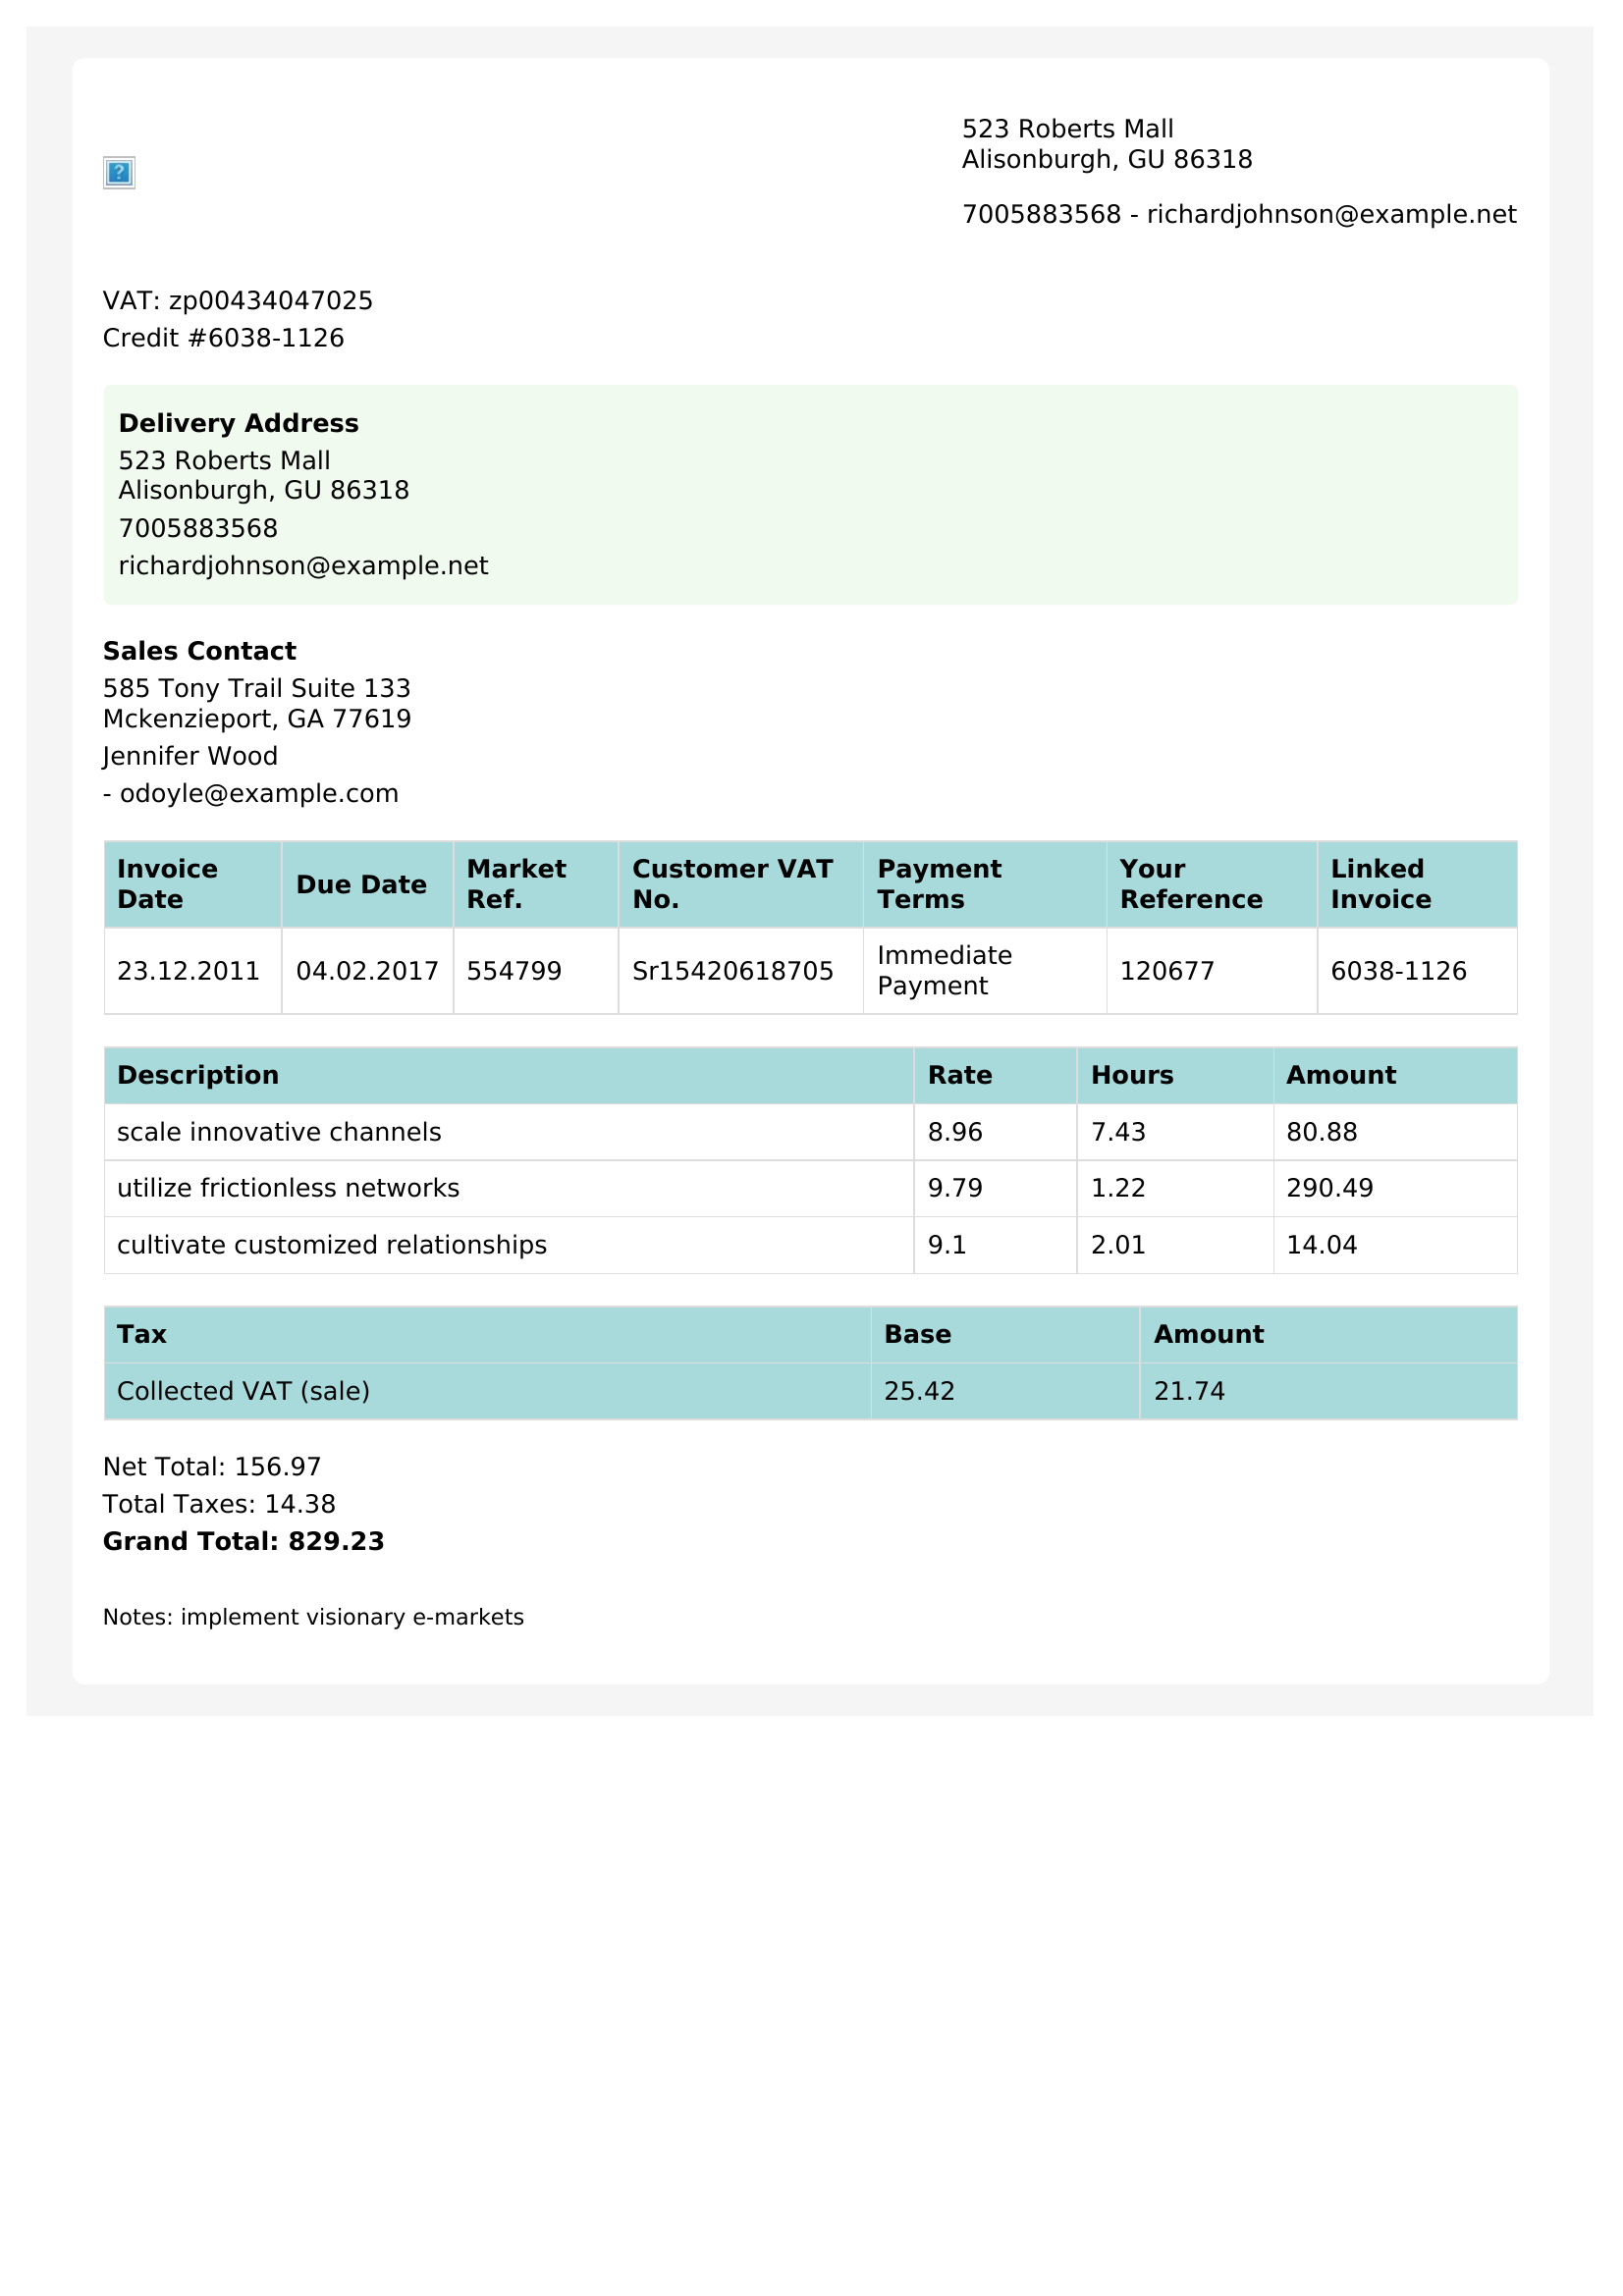 523 Roberts Mall
Alisonburgh, GU 86318
7005883568 - richardjohnson@example.net
VAT: zp00434047025
Credit #6038-1126
Delivery Address
523 Roberts Mall
Alisonburgh, GU 86318
7005883568
richardjohnson@example.net
Sales Contact
585 Tony Trail Suite 133
Mckenzieport, GA 77619
Jennifer Wood
- odoyle@example.com
Invoice Date Due Date Market Ref. Customer VAT No. Payment Terms Your Reference Linked Invoice
23.12.2011 04.02.2017 554799 Sr15420618705 Immediate Payment 120677 6038-1126
Description Rate Hours Amount
scale innovative channels 8.96 7.43 80.88
utilize frictionless networks 9.79 1.22 290.49
cultivate customized relationships 9.1 2.01 14.04
Tax Base Amount
Collected VAT (sale) 25.42 21.74
Net Total: 156.97
Total Taxes: 14.38
Grand Total: 829.23
Notes: implement visionary e-markets